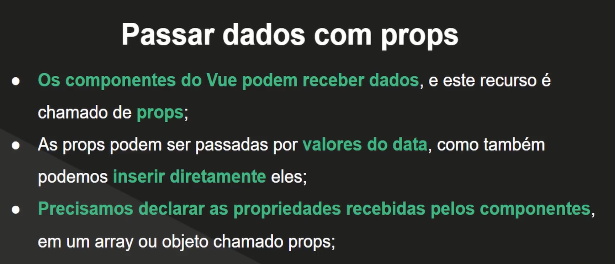 Passar dados com props
● Os componentes do Vue podem receber dados, e este recurso é
chamado de props;
● As props podem ser passadas por valores do data, como também
podemos inserir diretamente eles;
● Precisamos declarar as propriedades recebidas pelos componentes,
em um array ou objeto chamado props;